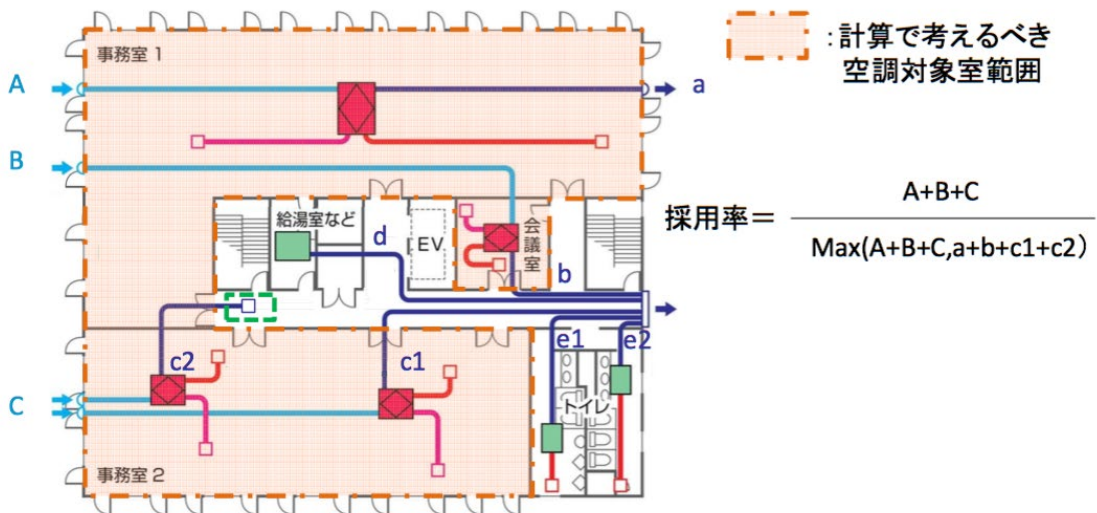 事務室 1
:計算で考えるべき
空調対象室範囲
A
a
B
採用率=
A+B+C
Max(A+B+C,a+b+c1+c2)
給湯室など
d
EV
会議室
b
c2
c1
e1
e2
C
トイレ
事務室 2